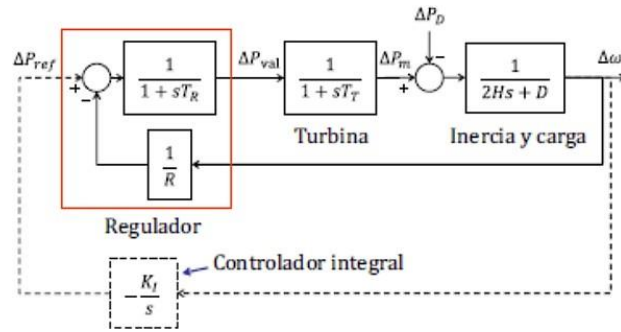 ΔP_D
ΔP_ref
+
−
1
1 + sT_R
ΔP_val
1
1 + sT_T
ΔP_m
+
−
1
2Hs + D
Δω
Turbina
Inercia y carga
1
R
Regulador
Controlador integral
− K_I
s